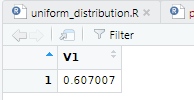 uniform_distribution.R × p
Filter
V1
1 0.607007